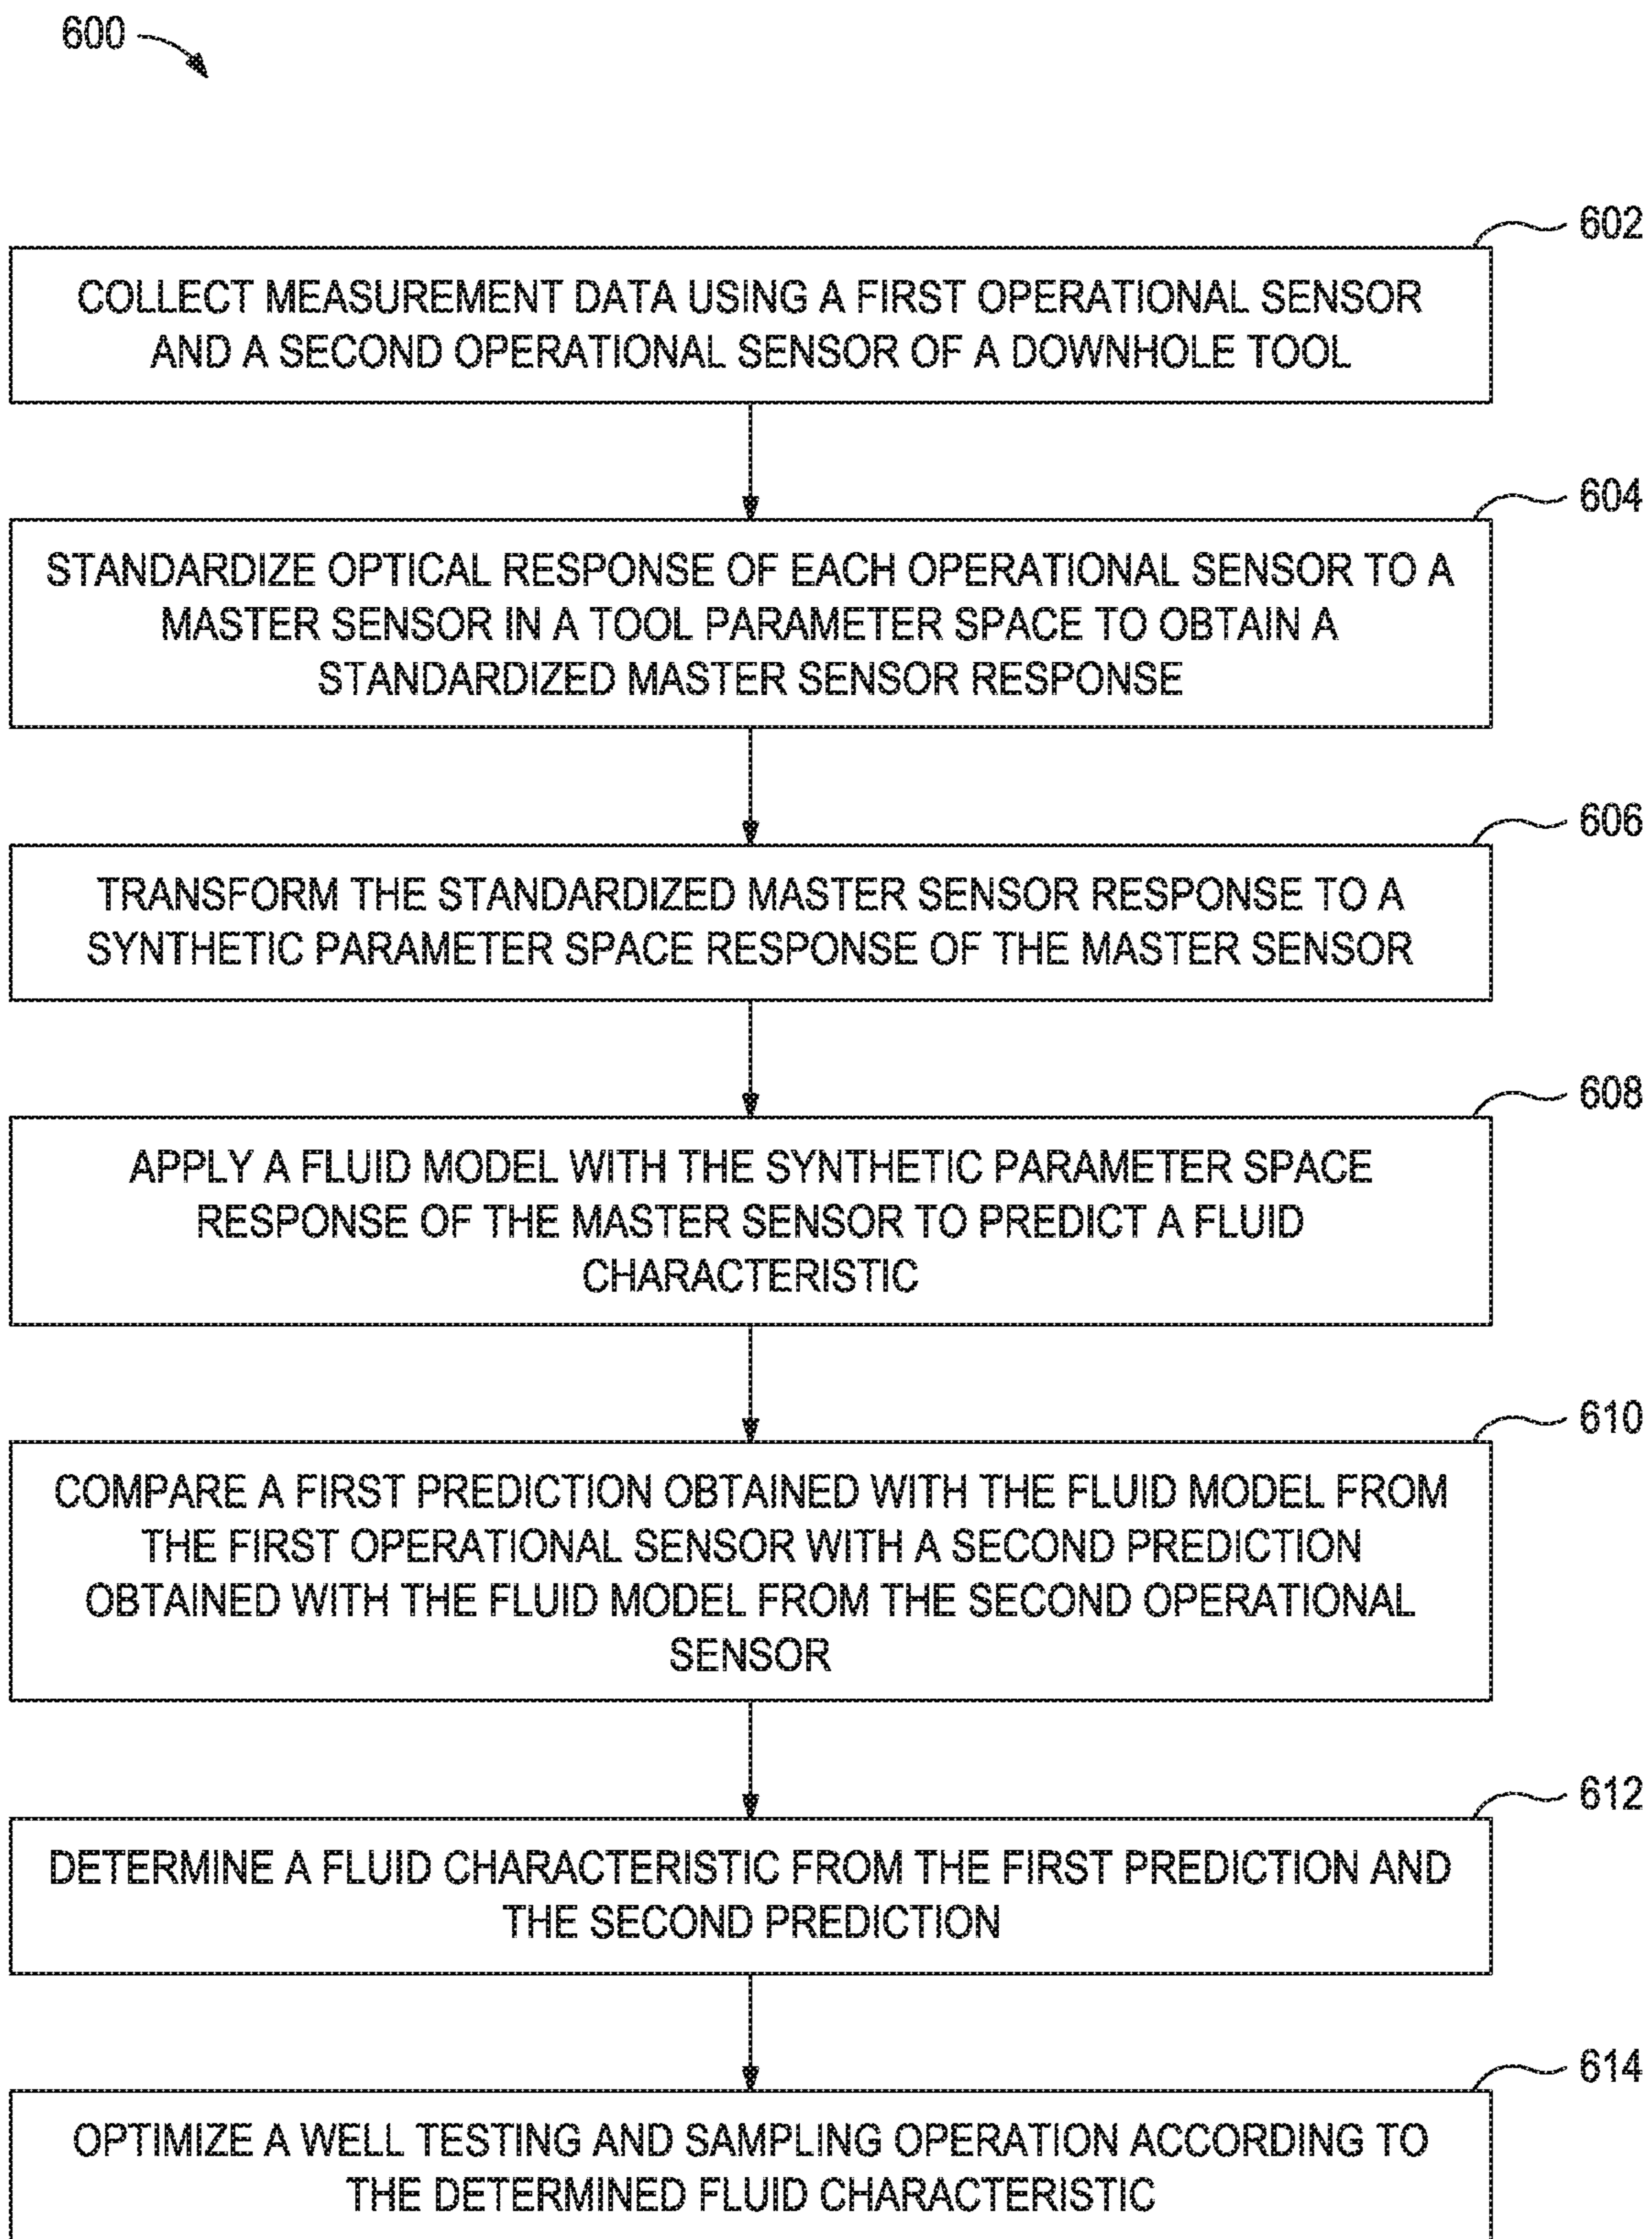 600
602
COLLECT MEASUREMENT DATA USING A FIRST OPERATIONAL SENSOR
AND A SECOND OPERATIONAL SENSOR OF A DOWNHOLE TOOL
604
STANDARDIZE OPTICAL RESPONSE OF EACH OPERATIONAL SENSOR TO A
MASTER SENSOR IN A TOOL PARAMETER SPACE TO OBTAIN A
STANDARDIZED MASTER SENSOR RESPONSE
606
TRANSFORM THE STANDARDIZED MASTER SENSOR RESPONSE TO A
SYNTHETIC PARAMETER SPACE RESPONSE OF THE MASTER SENSOR
608
APPLY A FLUID MODEL WITH THE SYNTHETIC PARAMETER SPACE
RESPONSE OF THE MASTER SENSOR TO PREDICT A FLUID
CHARACTERISTIC
610
COMPARE A FIRST PREDICTION OBTAINED WITH THE FLUID MODEL FROM
THE FIRST OPERATIONAL SENSOR WITH A SECOND PREDICTION
OBTAINED WITH THE FLUID MODEL FROM THE SECOND OPERATIONAL
SENSOR
612
DETERMINE A FLUID CHARACTERISTIC FROM THE FIRST PREDICTION AND
THE SECOND PREDICTION
614
OPTIMIZE A WELL TESTING AND SAMPLING OPERATION ACCORDING TO
THE DETERMINED FLUID CHARACTERISTIC